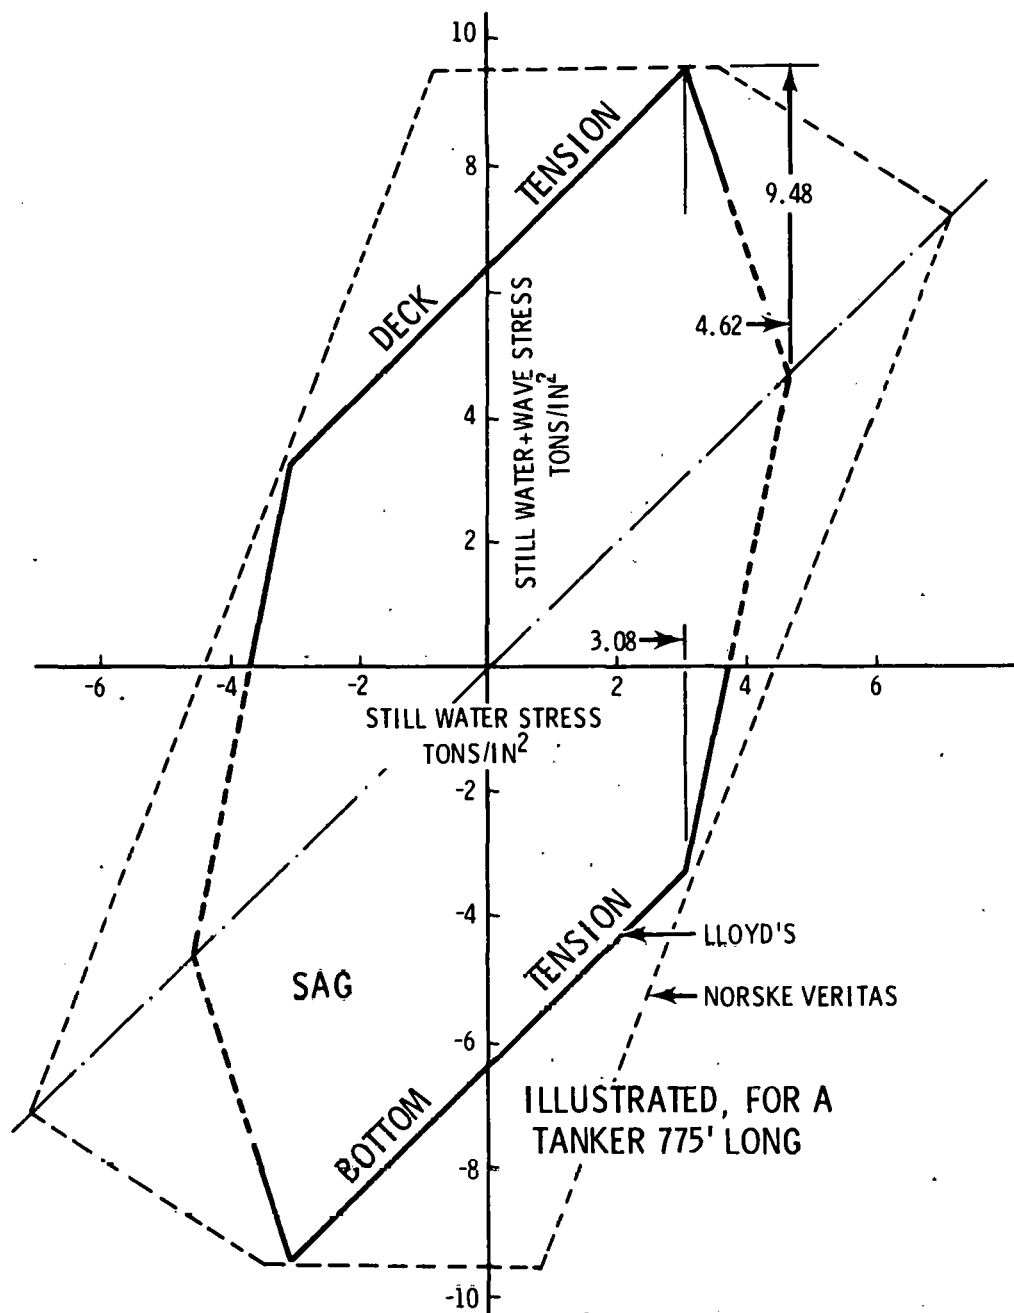 10
8
4
2
-2
-4
-6
-8
-10
-6
-4
-2
2
4
6
TENSION
DECK
STILL WATER+WAVE STRESS
TONS/IN²
9.48
4.62
3.08
STILL WATER STRESS
TONS/IN²
TENSION
LLOYD'S
SAG
NORSKE VERITAS
BOTTOM
ILLUSTRATED, FOR A
TANKER 775' LONG